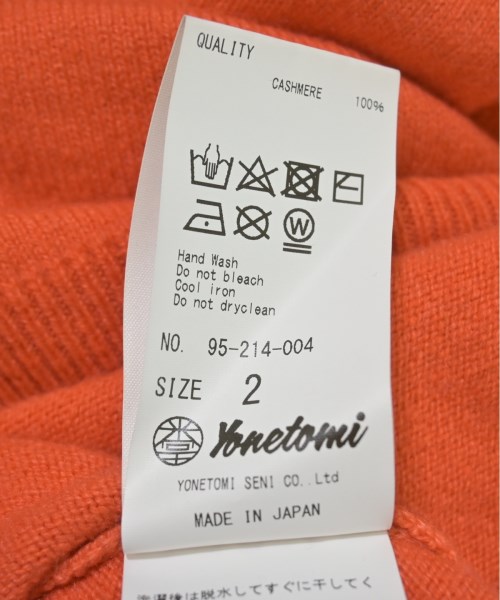 QUALITY
CASHMERE 100%
W
Hand Wash
Do not bleach
Cool iron
Do not dryclean
NO. 95-214-004
SIZE 2
Yonetomi
YONETOMI SENI CO.,Ltd
MADE IN JAPAN
洗濯後は脱水してすぐに干してく